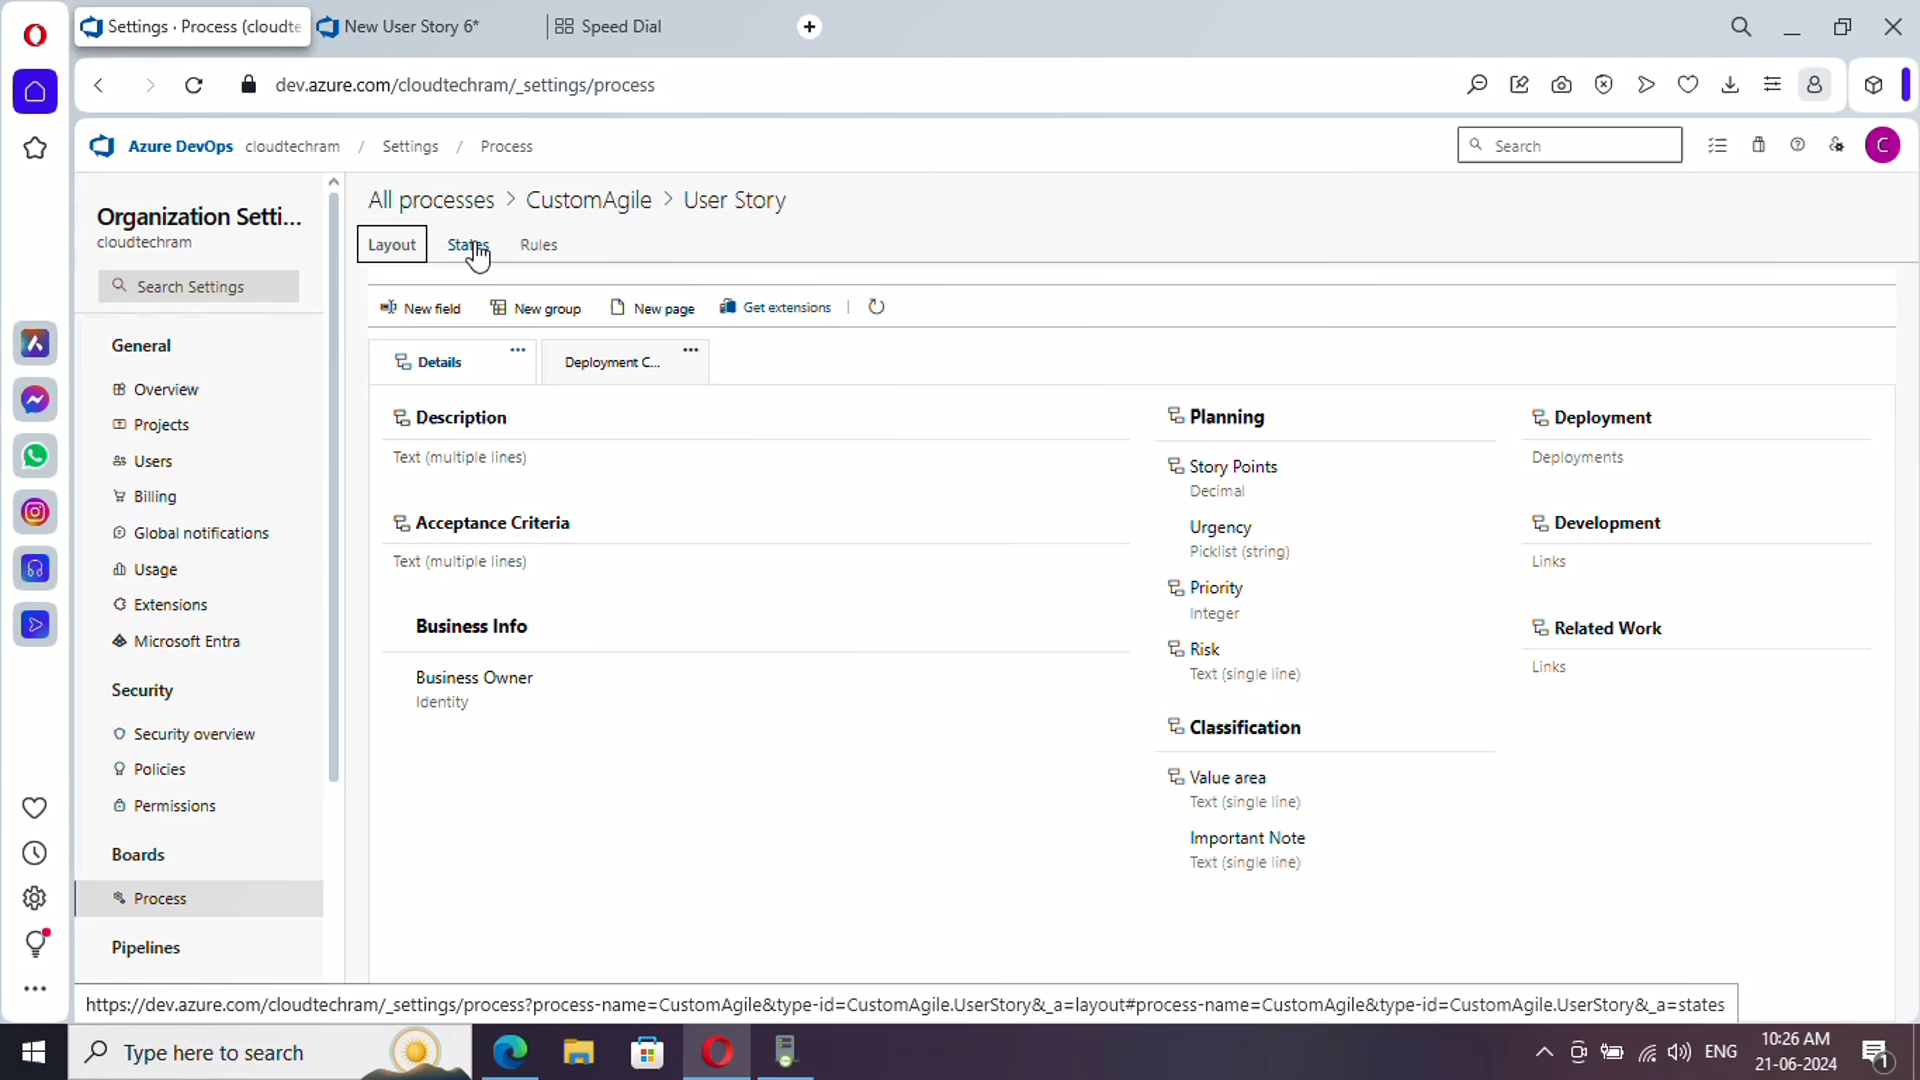 Settings · Process (cloudte
New User Story 6*
Speed Dial
dev.azure.com/cloudtechram/_settings/process
Azure DevOps cloudtechram / Settings / Process
Search
C
Organization Setti...
cloudtechram
Search Settings
General
Overview
Projects
Users
Billing
Global notifications
Usage
Extensions
Microsoft Entra
Security
Security overview
Policies
Permissions
Boards
Process
Pipelines
All processes > CustomAgile > User Story
Layout
States
Rules
New field
New group
New page
Get extensions
Details
Deployment C...
Description
Text (multiple lines)
Acceptance Criteria
Text (multiple lines)
Business Info
Business Owner
Identity
Planning
Story Points
Decimal
Urgency
Picklist (string)
Priority
Integer
Risk
Text (single line)
Classification
Value area
Text (single line)
Important Note
Text (single line)
Deployment
Deployments
Development
Links
Related Work
Links
https://dev.azure.com/cloudtechram/_settings/process?process-name=CustomAgile&type-id=CustomAgile.UserStory&_a=layout#process-name=CustomAgile&type-id=CustomAgile.UserStory&_a=states
Type here to search
ENG
10:26 AM
21-06-2024
1